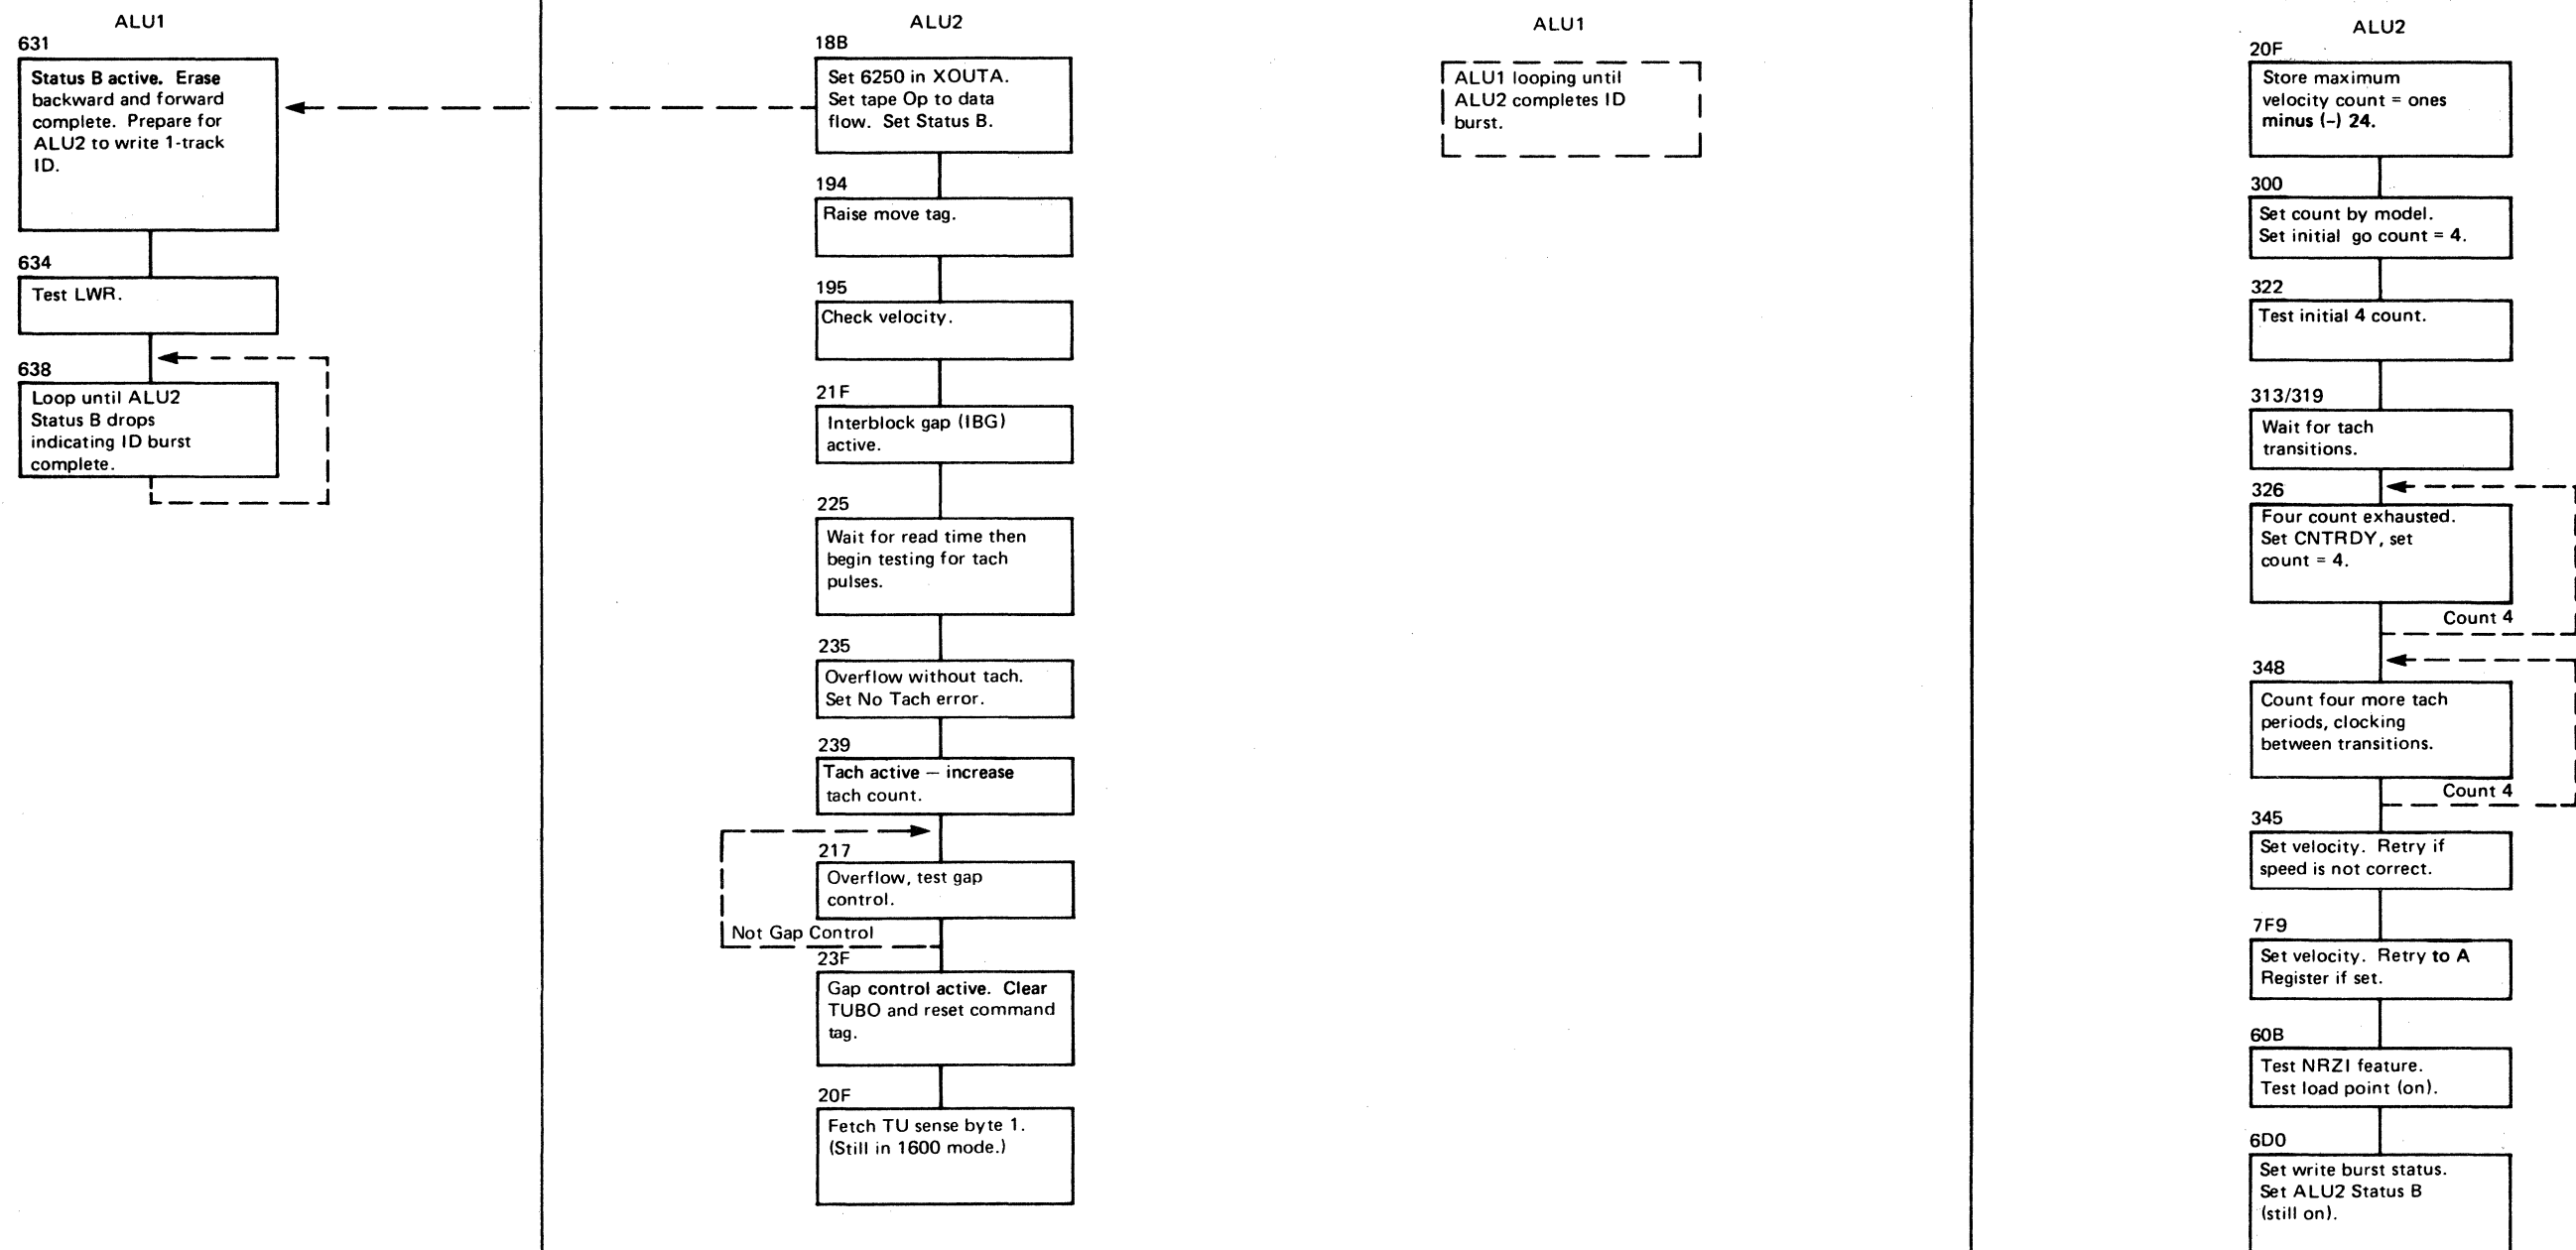 ALU1
631
Status B active. Erase
backward and forward
complete. Prepare for
ALU2 to write 1-track
ID.
634
Test LWR.
638
Loop until ALU2
Status B drops
indicating ID burst
complete.
ALU2
18B
Set 6250 in XOUTA.
Set tape Op to data
flow. Set Status B.
194
Raise move tag.
195
Check velocity.
21F
Interblock gap (IBG)
active.
225
Wait for read time then
begin testing for tach
pulses.
235
Overflow without tach.
Set No Tach error.
239
Tach active — increase
tach count.
217
Overflow, test gap
control.
Not Gap Control
23F
Gap control active. Clear
TUBO and reset command
tag.
20F
Fetch TU sense byte 1.
(Still in 1600 mode.)
ALU1
ALU1 looping until
ALU2 completes ID
burst.
ALU2
20F
Store maximum
velocity count = ones
minus (-) 24.
300
Set count by model.
Set initial go count = 4.
322
Test initial 4 count.
313/319
Wait for tach
transitions.
326
Four count exhausted.
Set CNTRDY, set
count = 4.
Count 4
348
Count four more tach
periods, clocking
between transitions.
Count 4
345
Set velocity. Retry if
speed is not correct.
7F9
Set velocity. Retry to A
Register if set.
60B
Test NRZI feature.
Test load point (on).
6D0
Set write burst status.
Set ALU2 Status B
(still on).